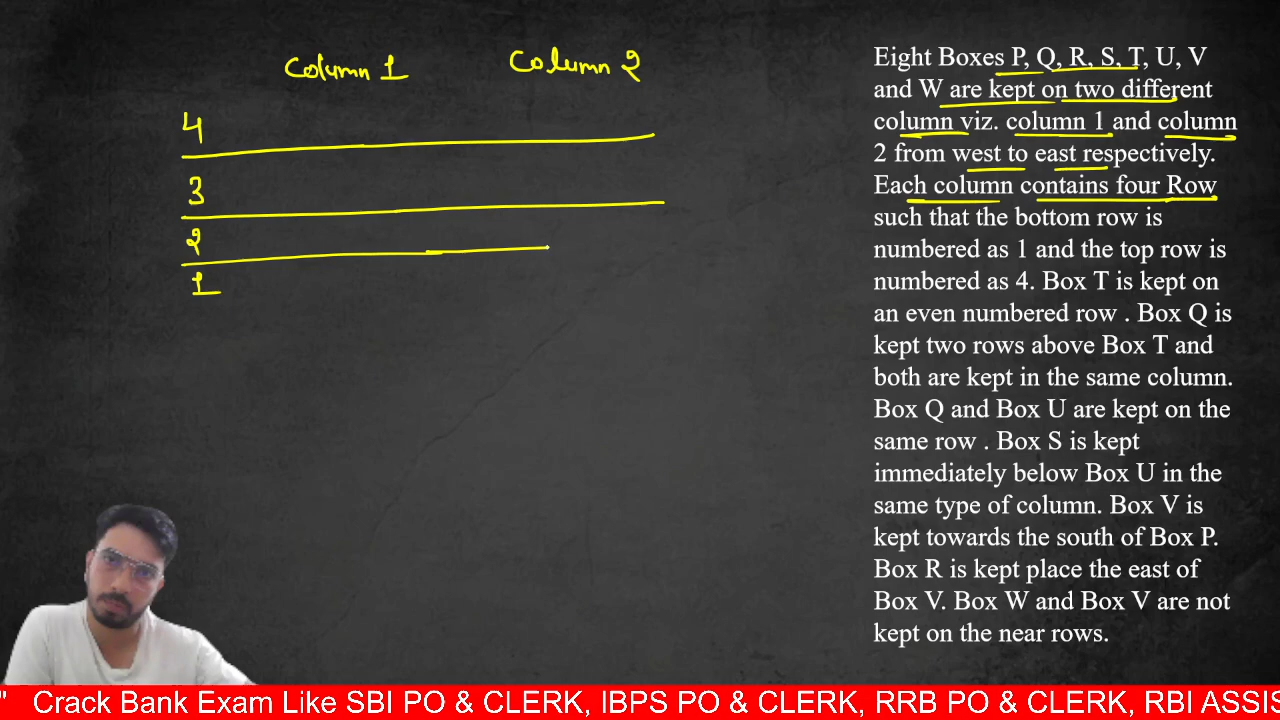 Column 1 Column 2
4
3
2
1
Eight Boxes P, Q, R, S, T, U, V
and W are kept on two different
column viz. column 1 and column
2 from west to east respectively.
Each column contains four Row
such that the bottom row is
numbered as 1 and the top row is
numbered as 4. Box T is kept on
an even numbered row . Box Q is
kept two rows above Box T and
both are kept in the same column.
Box Q and Box U are kept on the
same row . Box S is kept
immediately below Box U in the
same type of column. Box V is
kept towards the south of Box P.
Box R is kept place the east of
Box V. Box W and Box V are not
kept on the near rows.
" Crack Bank Exam Like SBI PO & CLERK, IBPS PO & CLERK, RRB PO & CLERK, RBI ASSIS